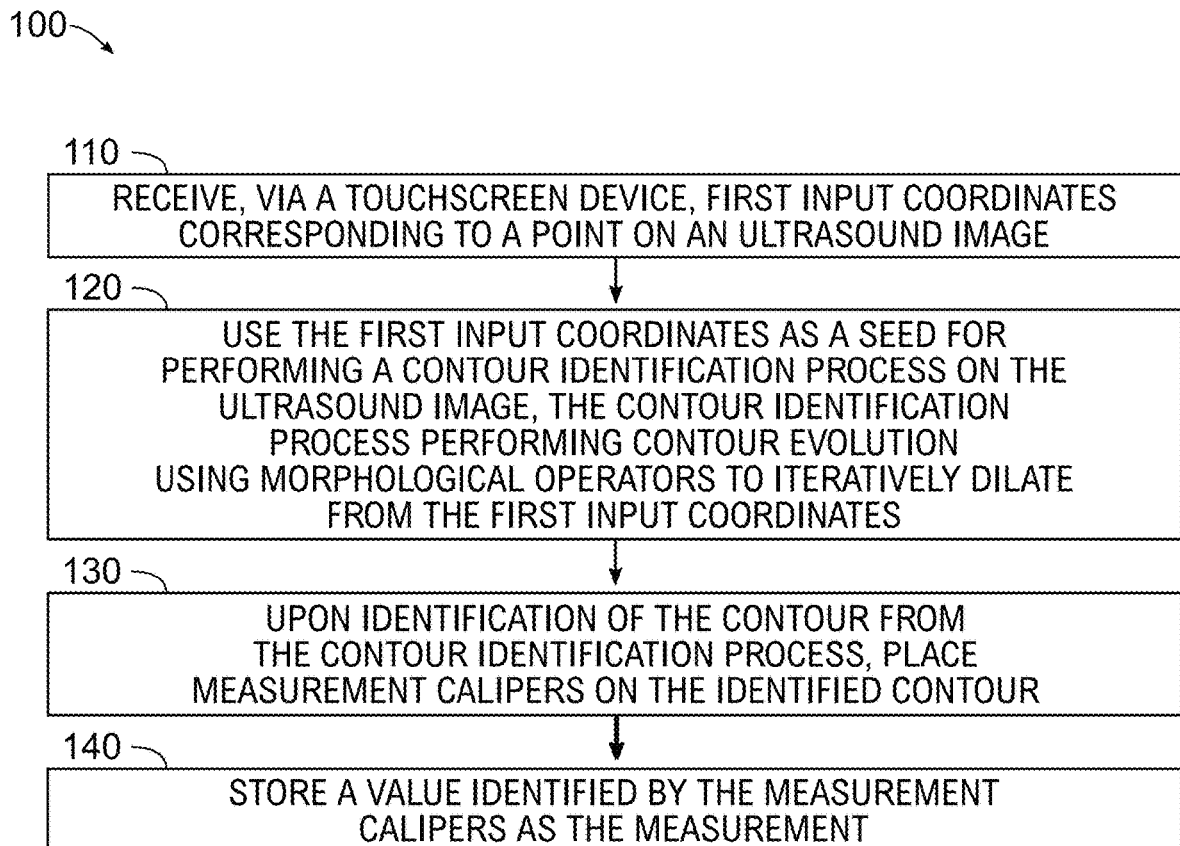 100
110
RECEIVE, VIA A TOUCHSCREEN DEVICE, FIRST INPUT COORDINATES
CORRESPONDING TO A POINT ON AN ULTRASOUND IMAGE
120
USE THE FIRST INPUT COORDINATES AS A SEED FOR
PERFORMING A CONTOUR IDENTIFICATION PROCESS ON THE
ULTRASOUND IMAGE, THE CONTOUR IDENTIFICATION
PROCESS PERFORMING CONTOUR EVOLUTION
USING MORPHOLOGICAL OPERATORS TO ITERATIVELY DILATE
FROM THE FIRST INPUT COORDINATES
130
UPON IDENTIFICATION OF THE CONTOUR FROM
THE CONTOUR IDENTIFICATION PROCESS, PLACE
MEASUREMENT CALIPERS ON THE IDENTIFIED CONTOUR
140
STORE A VALUE IDENTIFIED BY THE MEASUREMENT
CALIPERS AS THE MEASUREMENT